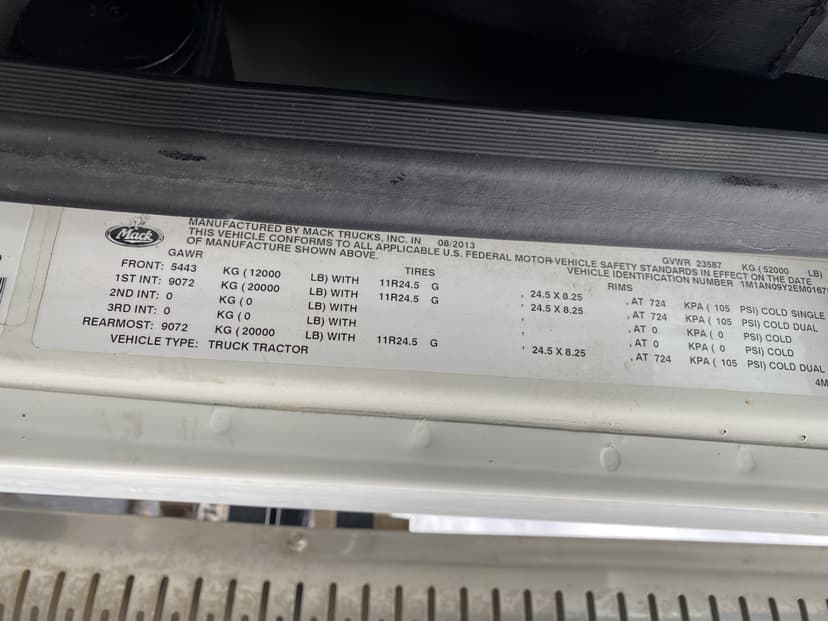 Mack
MANUFACTURED BY MACK TRUCKS, INC. IN 08/2013 GVWR 23587 KG (52000 LB)
THIS VEHICLE CONFORMS TO ALL APPLICABLE U.S. FEDERAL MOTOR VEHICLE SAFETY STANDARDS IN EFFECT ON THE DATE
OF MANUFACTURE SHOWN ABOVE. VEHICLE IDENTIFICATION NUMBER
GAWR TIRES RIMS
FRONT: 5443 KG (12000 LB) WITH 11R24.5 G , 24.5 X 8.25 , AT 724 KPA ( 105 PSI) COLD SINGLE
1ST INT: 9072 KG (20000 LB) WITH 11R24.5 G , 24.5 X 8.25 , AT 724 KPA ( 105 PSI) COLD DUAL
2ND INT: 0 KG ( 0 LB) WITH , , AT 0 KPA ( 0 PSI) COLD
3RD INT: 0 KG ( 0 LB) WITH , , AT 0 KPA ( 0 PSI) COLD
REARMOST: 9072 KG (20000 LB) WITH 11R24.5 G , 24.5 X 8.25 , AT 724 KPA ( 105 PSI) COLD DUAL
VEHICLE TYPE: TRUCK TRACTOR